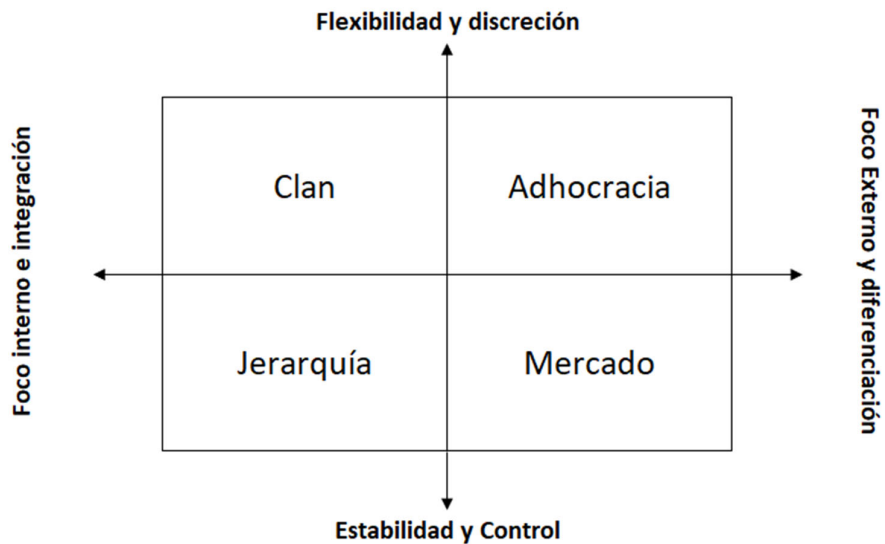 Flexibilidad y discreción
Foco interno e integración
Clan
Adhocracia
Foco Externo y diferenciación
Jerarquía
Mercado
Estabilidad y Control